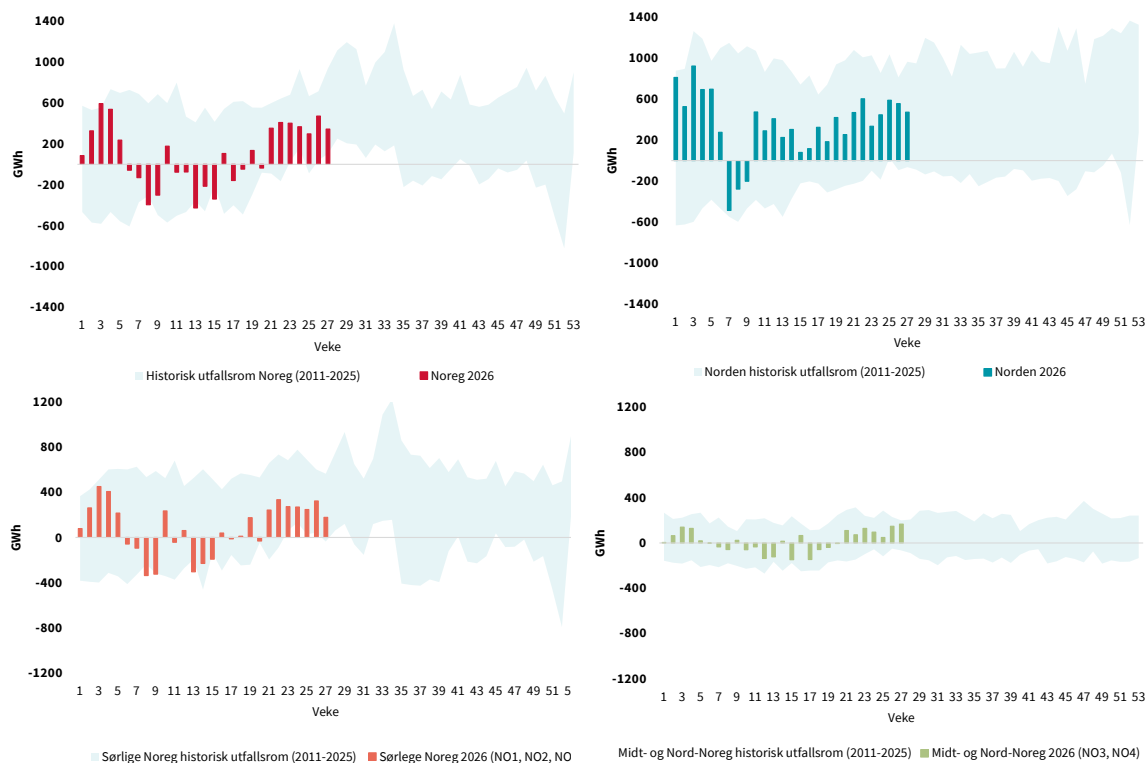 1400
1000
600
200
-200
-600
-1000
-1400
GWh
1 3 5 7 9 11 13 15 17 19 21 23 25 27 29 31 33 35 37 39 41 43 45 47 49 51 53
Veke
Historisk utfallsrom Noreg (2011-2025) Noreg 2026
1400
1000
600
200
-200
-600
-1000
-1400
GWh
1 3 5 7 9 11 13 15 17 19 21 23 25 27 29 31 33 35 37 39 41 43 45 47 49 51 53
Veke
Norden historisk utfallsrom (2011-2025) Norden 2026
1200
800
400
0
-400
-800
-1200
GWh
1 3 5 7 9 11 13 15 17 19 21 23 25 27 29 31 33 35 37 39 41 43 45 47 49 51 5
Veke
Sørlige Noreg historisk utfallsrom (2011-2025) Sørlege Noreg 2026 (NO1, NO2, NO
1200
800
400
0
-400
-800
-1200
GWh
1 3 5 7 9 11 13 15 17 19 21 23 25 27 29 31 33 35 37 39 41 43 45 47 49 51 53
Veke
Midt- og Nord-Noreg historisk utfallsrom (2011-2025) Midt- og Nord-Noreg 2026 (NO3, NO4)